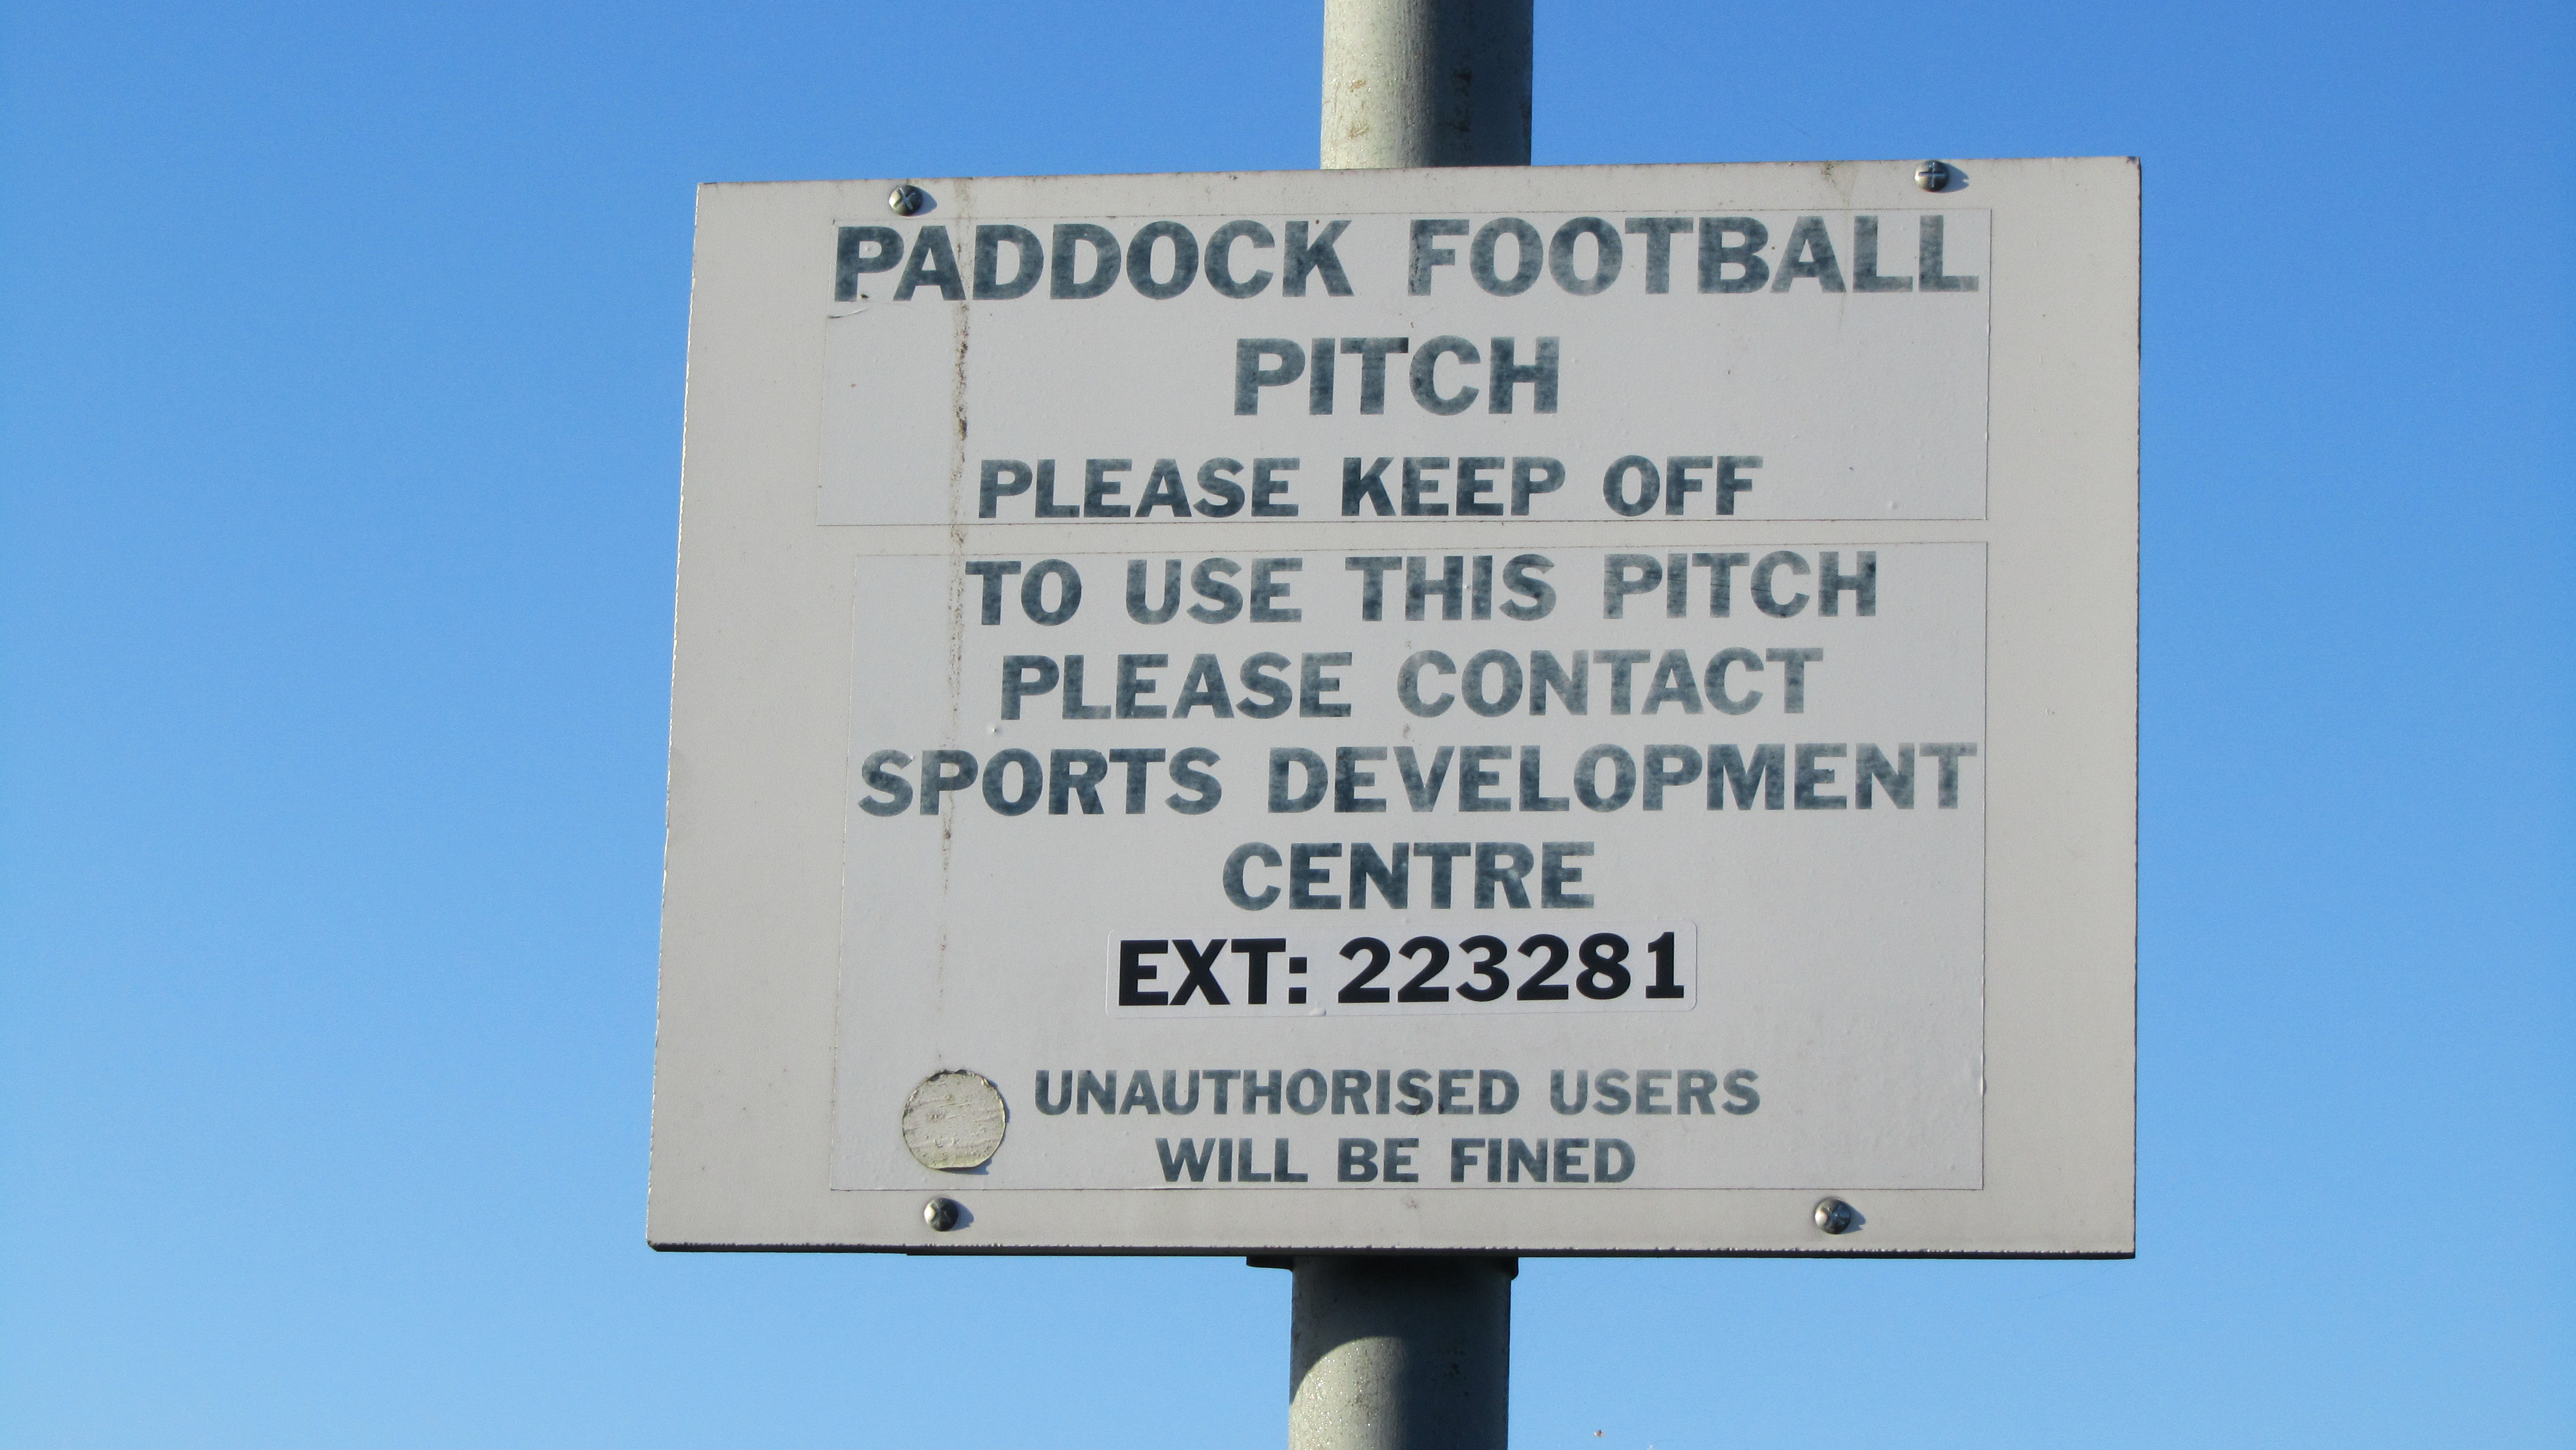 PADDOCK FOOTBALL
PITCH
PLEASE KEEP OFF
TO USE THIS PITCH
PLEASE CONTACT
SPORTS DEVELOPMENT
CENTRE
EXT: 223281
UNAUTHORISED USERS
WILL BE FINED